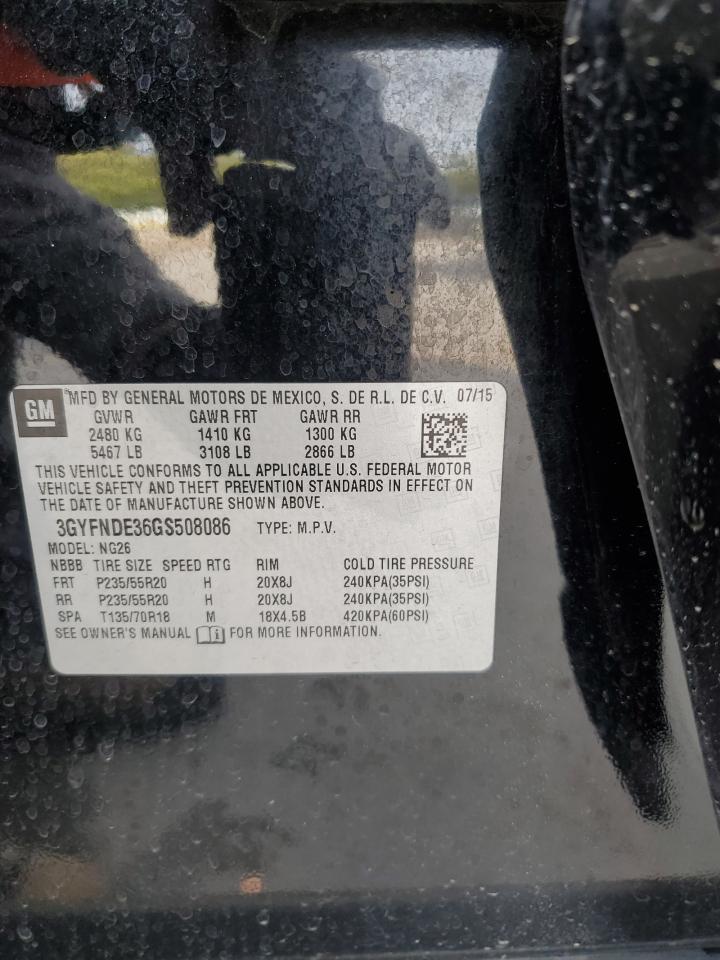 GM
MFD BY GENERAL MOTORS DE MEXICO, S. DE R.L. DE C.V. 07/15
GVWR GAWR FRT GAWR RR
2480 KG 1410 KG 1300 KG
5467 LB 3108 LB 2866 LB
THIS VEHICLE CONFORMS TO ALL APPLICABLE U.S. FEDERAL MOTOR
VEHICLE SAFETY AND THEFT PREVENTION STANDARDS IN EFFECT ON
THE DATE OF MANUFACTURE SHOWN ABOVE.
3GYFNDE36GS508086 TYPE: M.P.V.
MODEL: NG26
NBBB TIRE SIZE SPEED RTG RIM COLD TIRE PRESSURE
FRT P235/55R20 H 20X8J 240KPA(35PSI)
RR P235/55R20 H 20X8J 240KPA(35PSI)
SPA T135/70R18 M 18X4.5B 420KPA(60PSI)
SEE OWNER'S MANUAL FOR MORE INFORMATION.